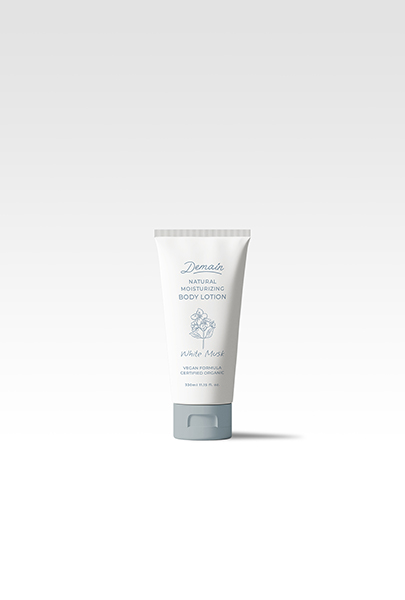 Demain
NATURAL
MOISTURIZING
BODY LOTION
White Musk
VEGAN FORMULA
CERTIFIED ORGANIC